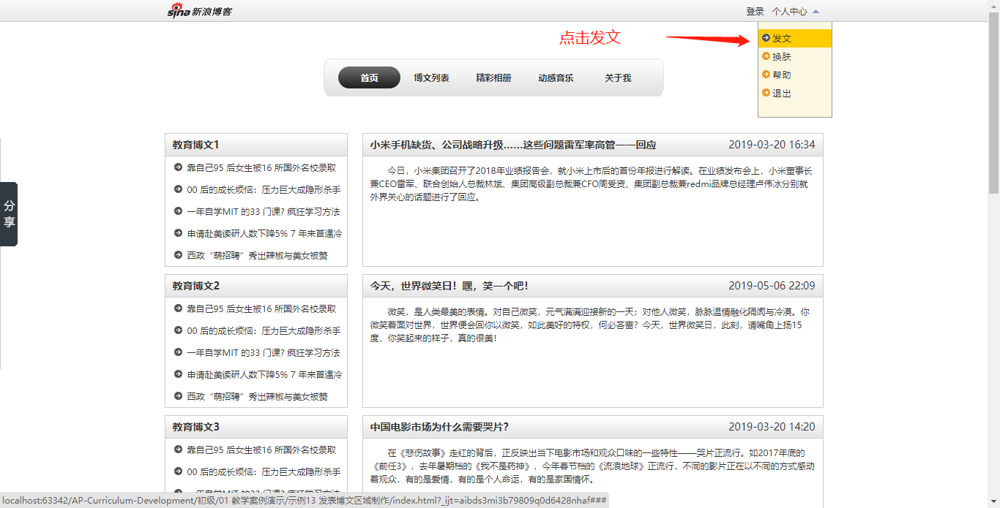 sina 新浪博客
登录 个人中心
点击发文
发文
换肤
帮助
退出
首页 博文列表 精彩相册 动感音乐 关于我
分
享
教育博文1
靠自己95 后女生被16 所国外名校录取
00 后的成长烦恼：压力巨大成隐形杀手
一年自学MIT 的33 门课? 疯狂学习方法
申请赴美读研人数下降5% 7 年来首遇冷
西政“萌招聘”秀出辣椒与美女被赞
小米手机缺货、公司战略升级……这些问题雷军率高管一一回应 2019-03-20 16:34
今日，小米集团召开了2018年业绩报告会，就小米上市后的首份年报进行解读。在业绩发布会上，小米董事长
兼CEO雷军、联合创始人总裁林斌、集团高级副总裁兼CFO周受资、集团副总裁兼redmi品牌总经理卢伟冰分别就
外界关心的话题进行了回应。
教育博文2
靠自己95 后女生被16 所国外名校录取
00 后的成长烦恼：压力巨大成隐形杀手
一年自学MIT 的33 门课? 疯狂学习方法
申请赴美读研人数下降5% 7 年来首遇冷
西政“萌招聘”秀出辣椒与美女被赞
今天，世界微笑日！嘿，笑一个吧！ 2019-05-06 22:09
微笑，是人类最美的表情。对自己微笑，元气满满迎接新的一天；对他人微笑，脉脉温情融化隔阂与冷漠。你
微笑着面对世界，世界便会回你以微笑，如此美好的特权，何必吝啬？今天，世界微笑日，此刻，请嘴角上扬15
度，你笑起来的样子，真的很美！
教育博文3
靠自己95 后女生被16 所国外名校录取
00 后的成长烦恼：压力巨大成隐形杀手
一年自学MIT 的33 门课? 疯狂学习方法
中国电影市场为什么需要哭片？ 2019-03-20 14:20
在《悲伤故事》走红的背后，正反映出当下电影市场和观众口味的一些特性——哭片正流行。如2017年底的
《前任3》，去年暑期档的《我不是药神》，今年春节档的《流浪地球》正流行，不同的影片正在以不同的方式感动
着观众，有的是爱情，有的是个人命运，有的是家国情怀。
localhost:63342/AP-Curriculum-Development/初级/01 教学案例演示/示例13 发表博文区域制作/index.html?_ijt=aibds3mi3b79809q0d6428nhaf###